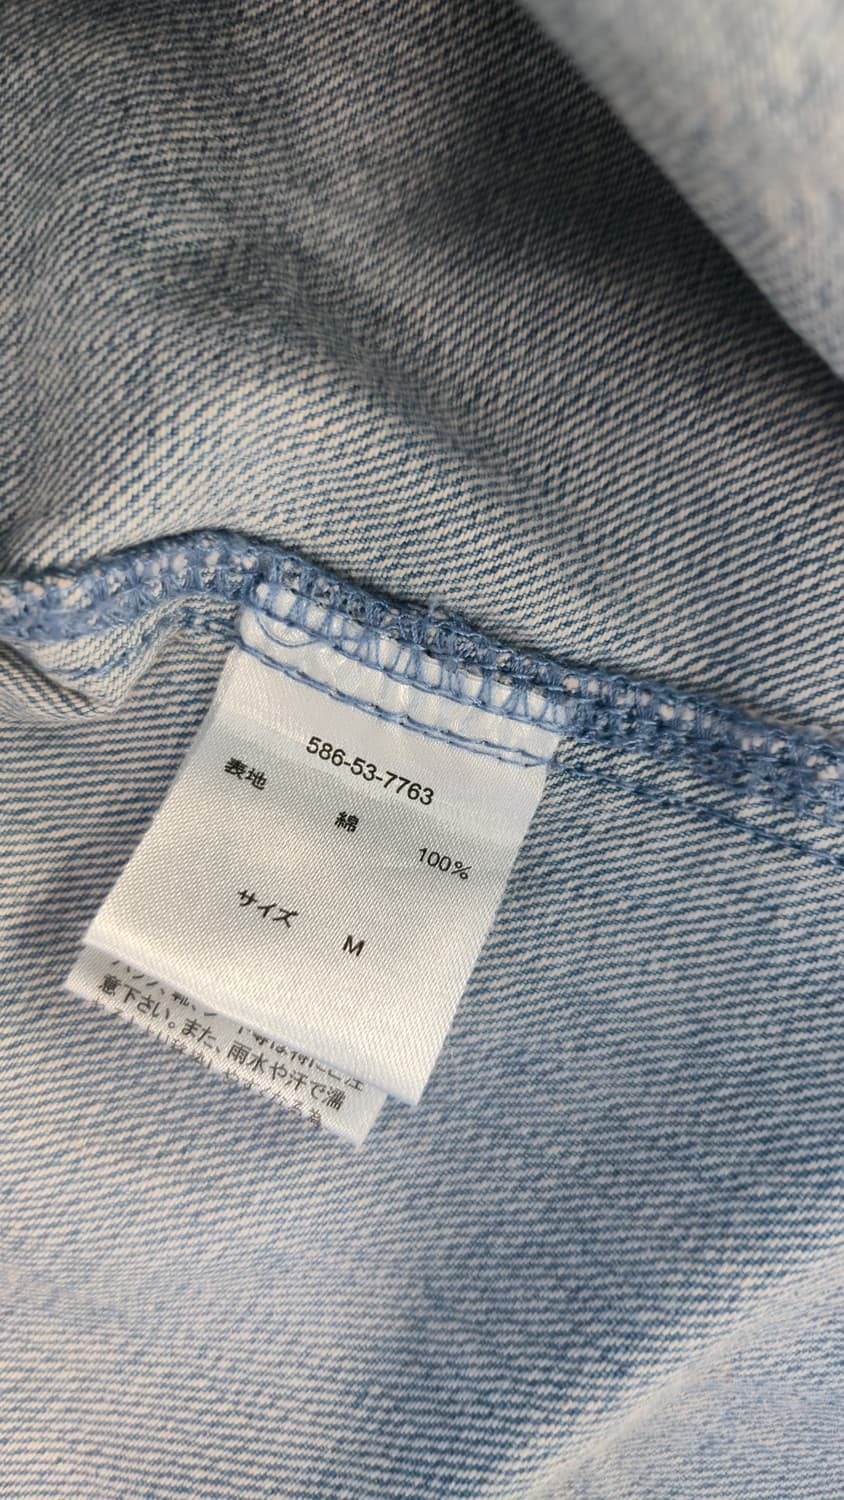 586-53-7763
表地
綿
100%
サイズ M
意下さい。また、雨水や汗で濡